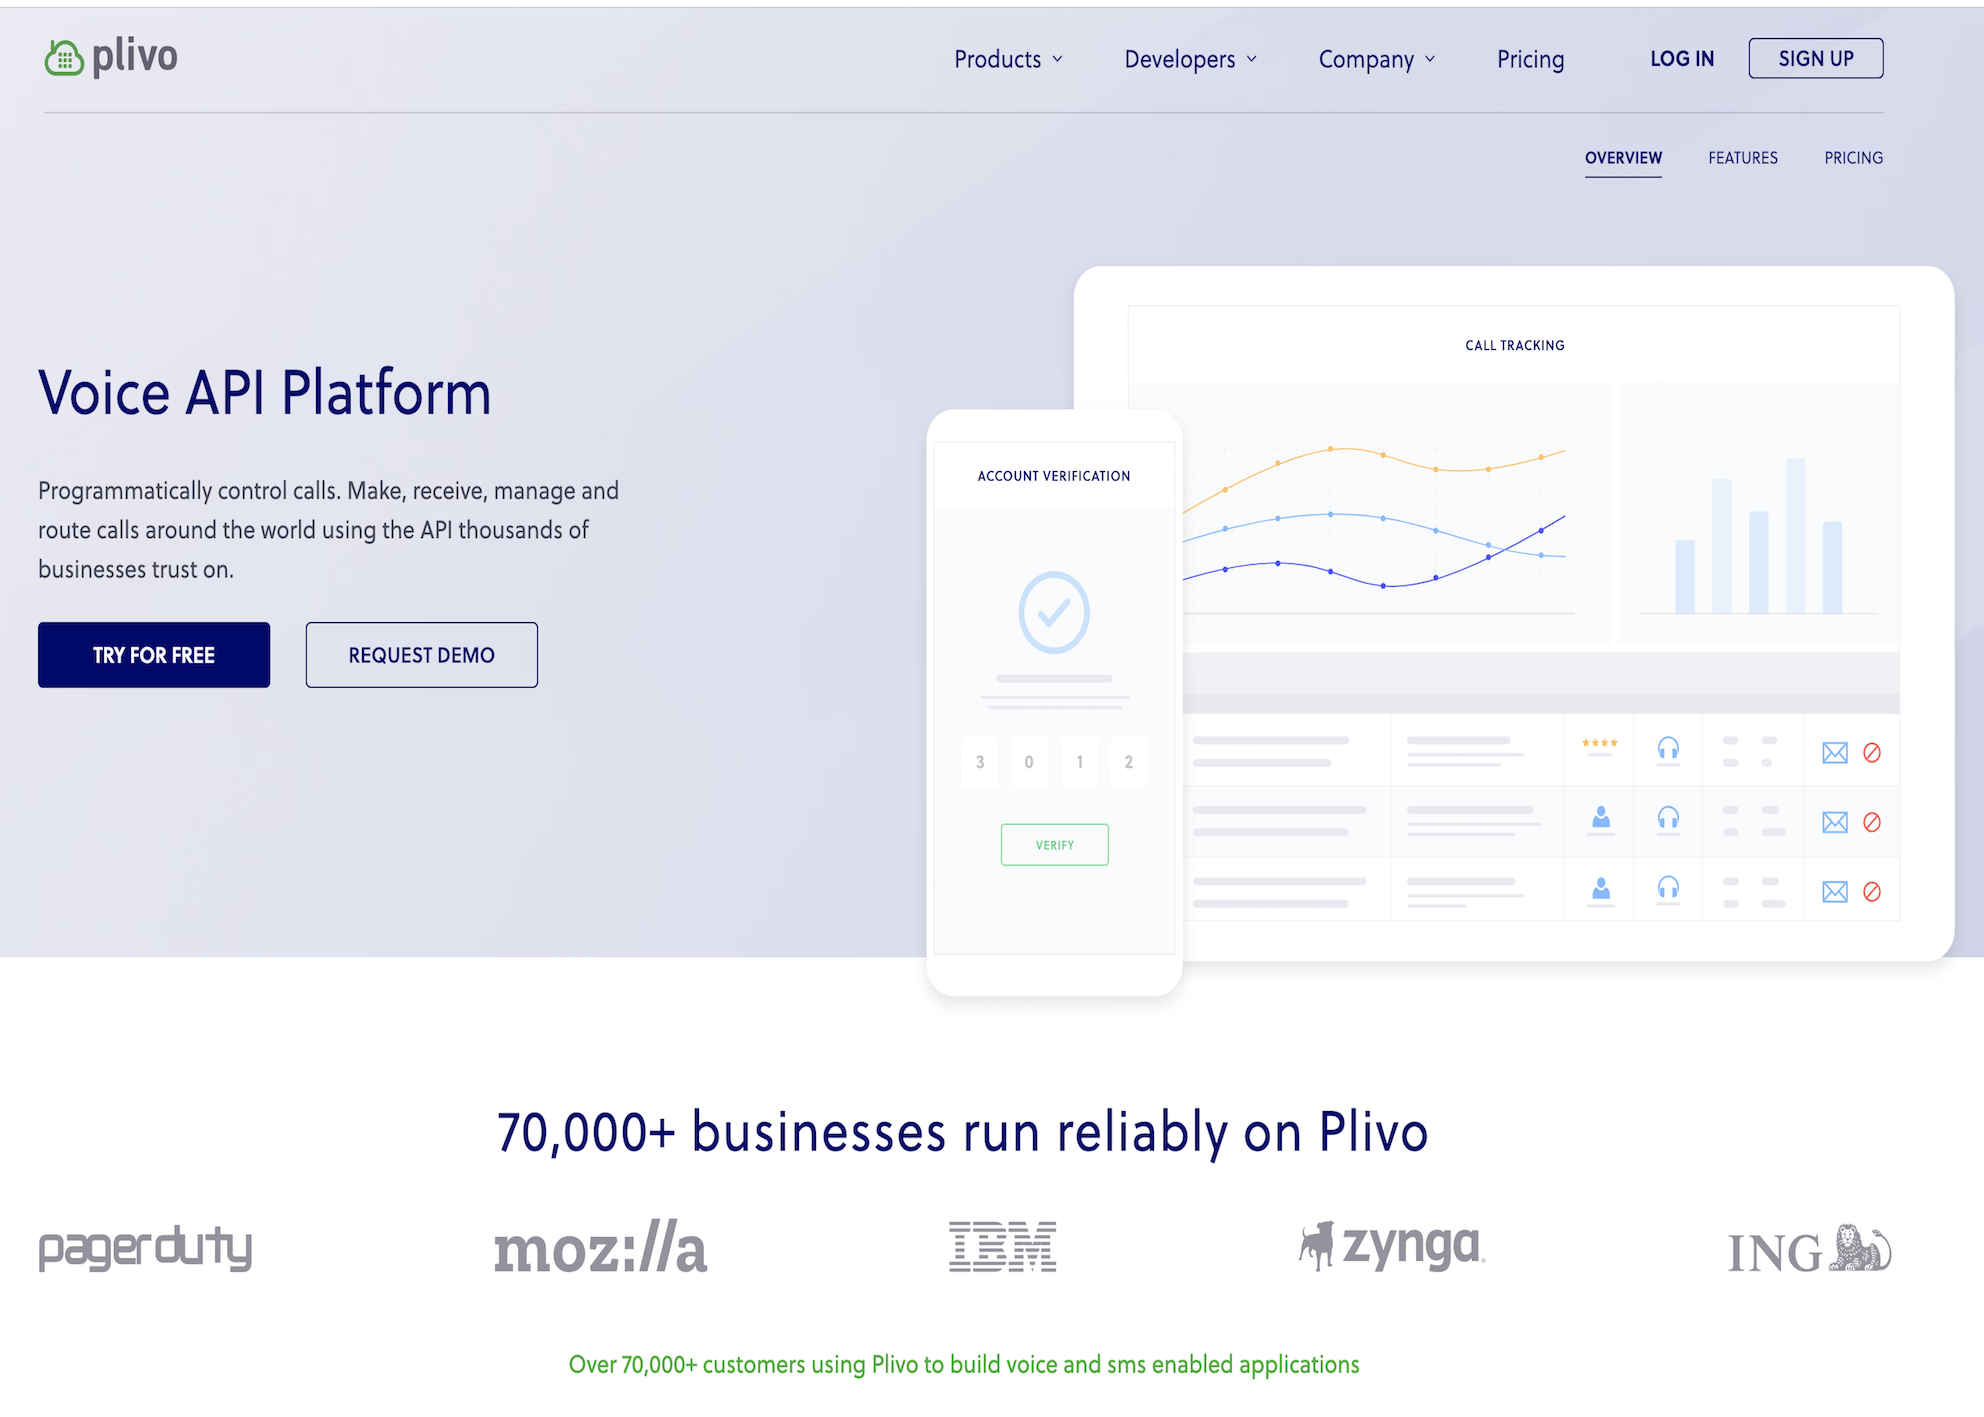 plivo
Products
Developers
Company
Pricing
LOG IN
SIGN UP
OVERVIEW
FEATURES
PRICING
Voice API Platform
Programmatically control calls. Make, receive, manage and
route calls around the world using the API thousands of
businesses trust on.
TRY FOR FREE
REQUEST DEMO
CALL TRACKING
ACCOUNT VERIFICATION
3 0 1 2
VERIFY
70,000+ businesses run reliably on Plivo
pagerduty
moz://a
IBM
zynga
ING
Over 70,000+ customers using Plivo to build voice and sms enabled applications